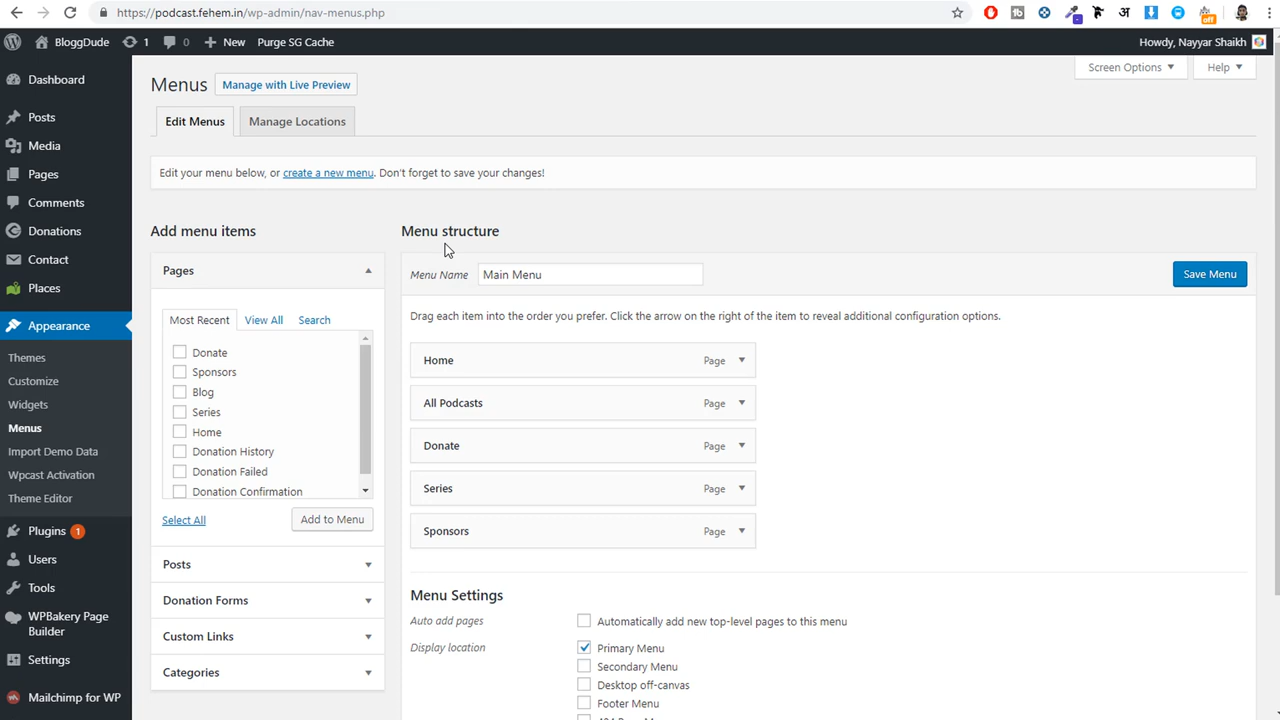 https://podcast.fehem.in/wp-admin/nav-menus.php
off
BloggDude 1 0 New Purge SG Cache
Howdy, Nayyar Shaikh
Screen Options
Help
Dashboard
Posts
Media
Pages
Comments
Donations
Contact
Places
Appearance
Themes
Customize
Widgets
Menus
Import Demo Data
Wpcast Activation
Theme Editor
Plugins 1
Users
Tools
WPBakery Page
Builder
Settings
Mailchimp for WP
Menus
Manage with Live Preview
Edit Menus
Manage Locations
Edit your menu below, or create a new menu. Don't forget to save your changes!
Add menu items
Pages
Most Recent View All Search
Donate
Sponsors
Blog
Series
Home
Donation History
Donation Failed
Donation Confirmation
Select All
Add to Menu
Posts
Donation Forms
Custom Links
Categories
Menu structure
Menu Name Main Menu
Save Menu
Drag each item into the order you prefer. Click the arrow on the right of the item to reveal additional configuration options.
Home Page
All Podcasts Page
Donate Page
Series Page
Sponsors Page
Menu Settings
Auto add pages Automatically add new top-level pages to this menu
Display location Primary Menu
Secondary Menu
Desktop off-canvas
Footer Menu